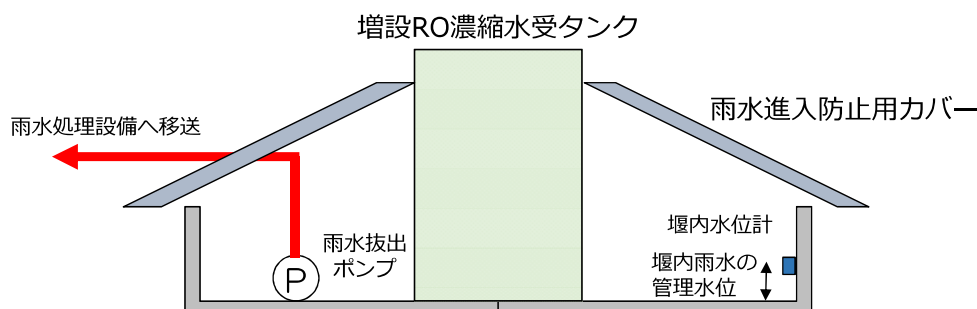 増設RO濃縮水受タンク
雨水進入防止用カバー
雨水処理設備へ移送
堰内水位計
雨水抜出
ポンプ
堰内雨水の
管理水位
P